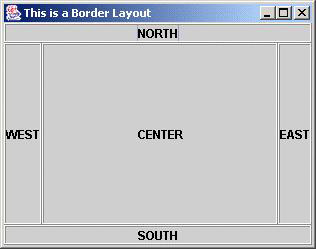 This is a Border Layout
NORTH
WEST CENTER EAST
SOUTH